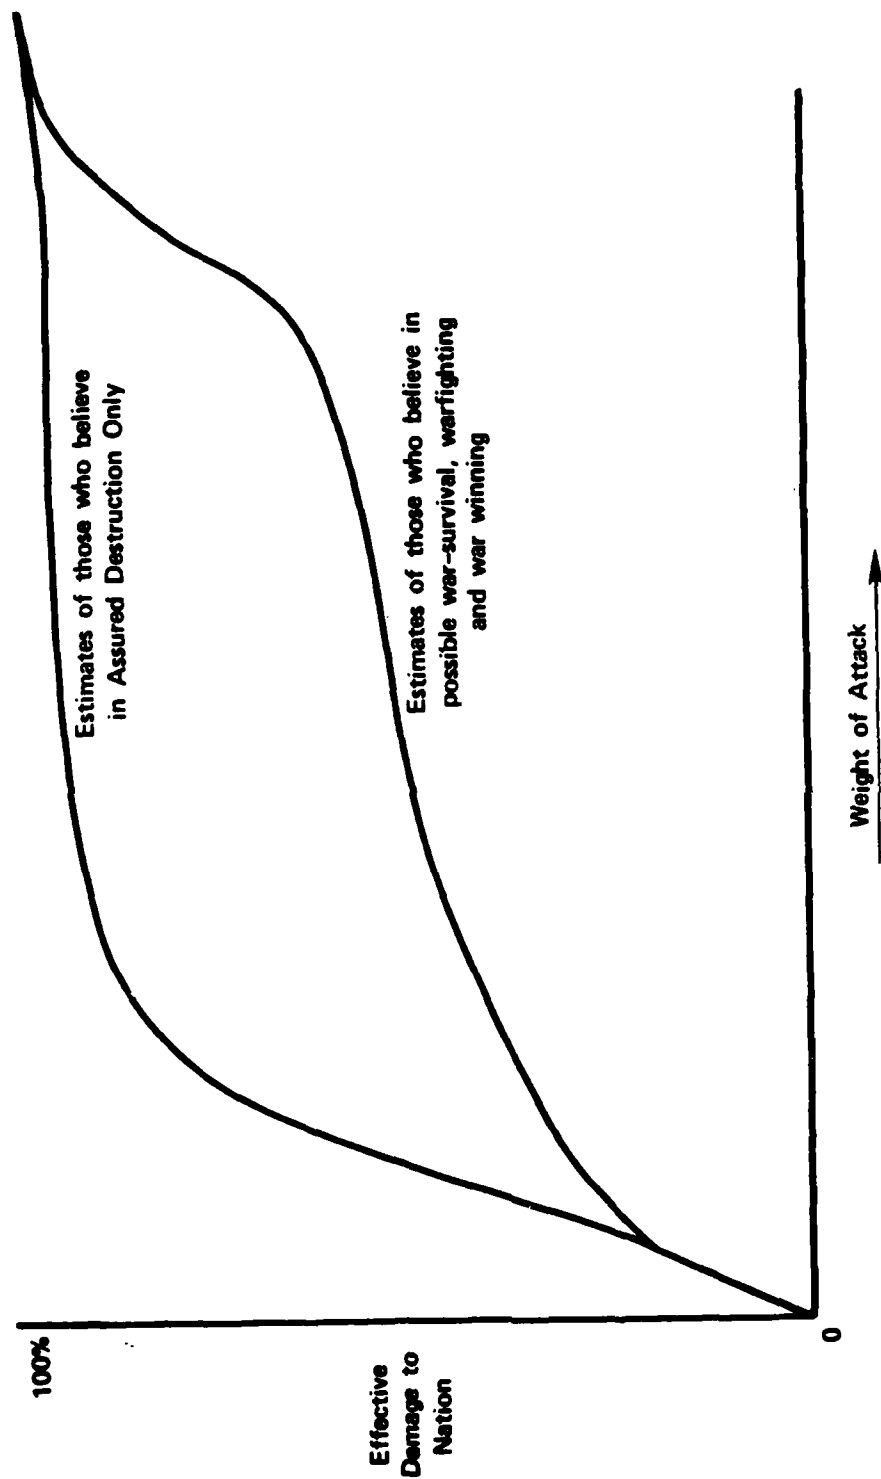 100%
Effective
Damage to
Nation
Estimates of those who believe
in Assured Destruction Only
Estimates of those who believe in
possible war-survival, warfighting
and war winning
0
Weight of Attack